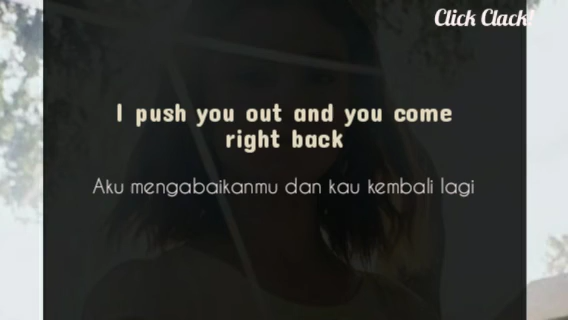 Click Clack!
I push you out and you come
right back
Aku mengabaikanmu dan kau kembali lagi